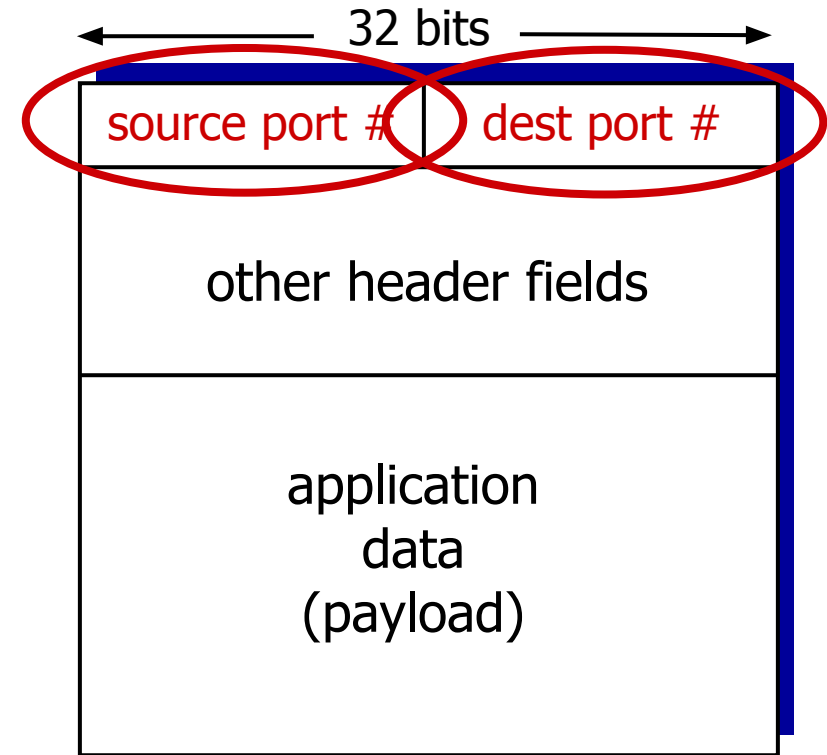 32 bits
source port # dest port #
other header fields
application
data
(payload)